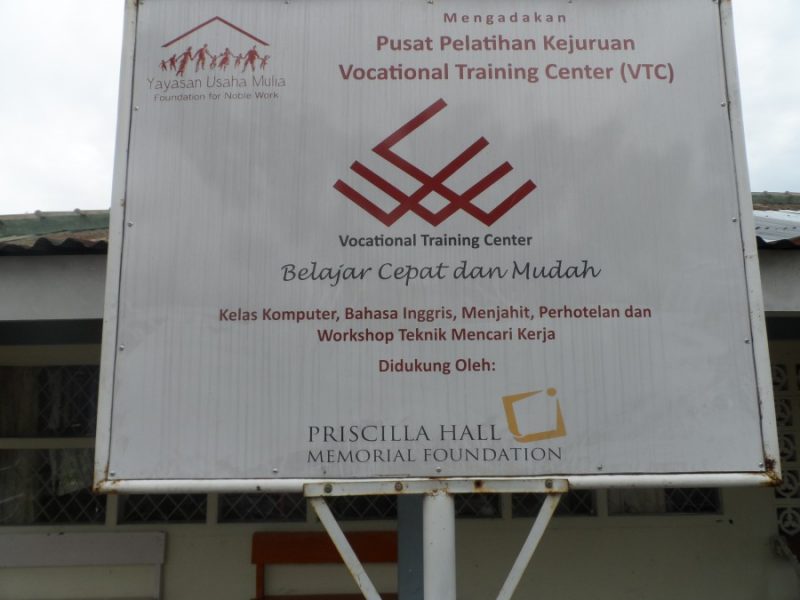 Yayasan Usaha Mulia
Foundation for Noble Work
Mengadakan
Pusat Pelatihan Kejuruan
Vocational Training Center (VTC)
Vocational Training Center
Belajar Cepat dan Mudah
Kelas Komputer, Bahasa Inggris, Menjahit, Perhotelan dan
Workshop Teknik Mencari Kerja
Didukung Oleh:
PRISCILLA HALL
MEMORIAL FOUNDATION